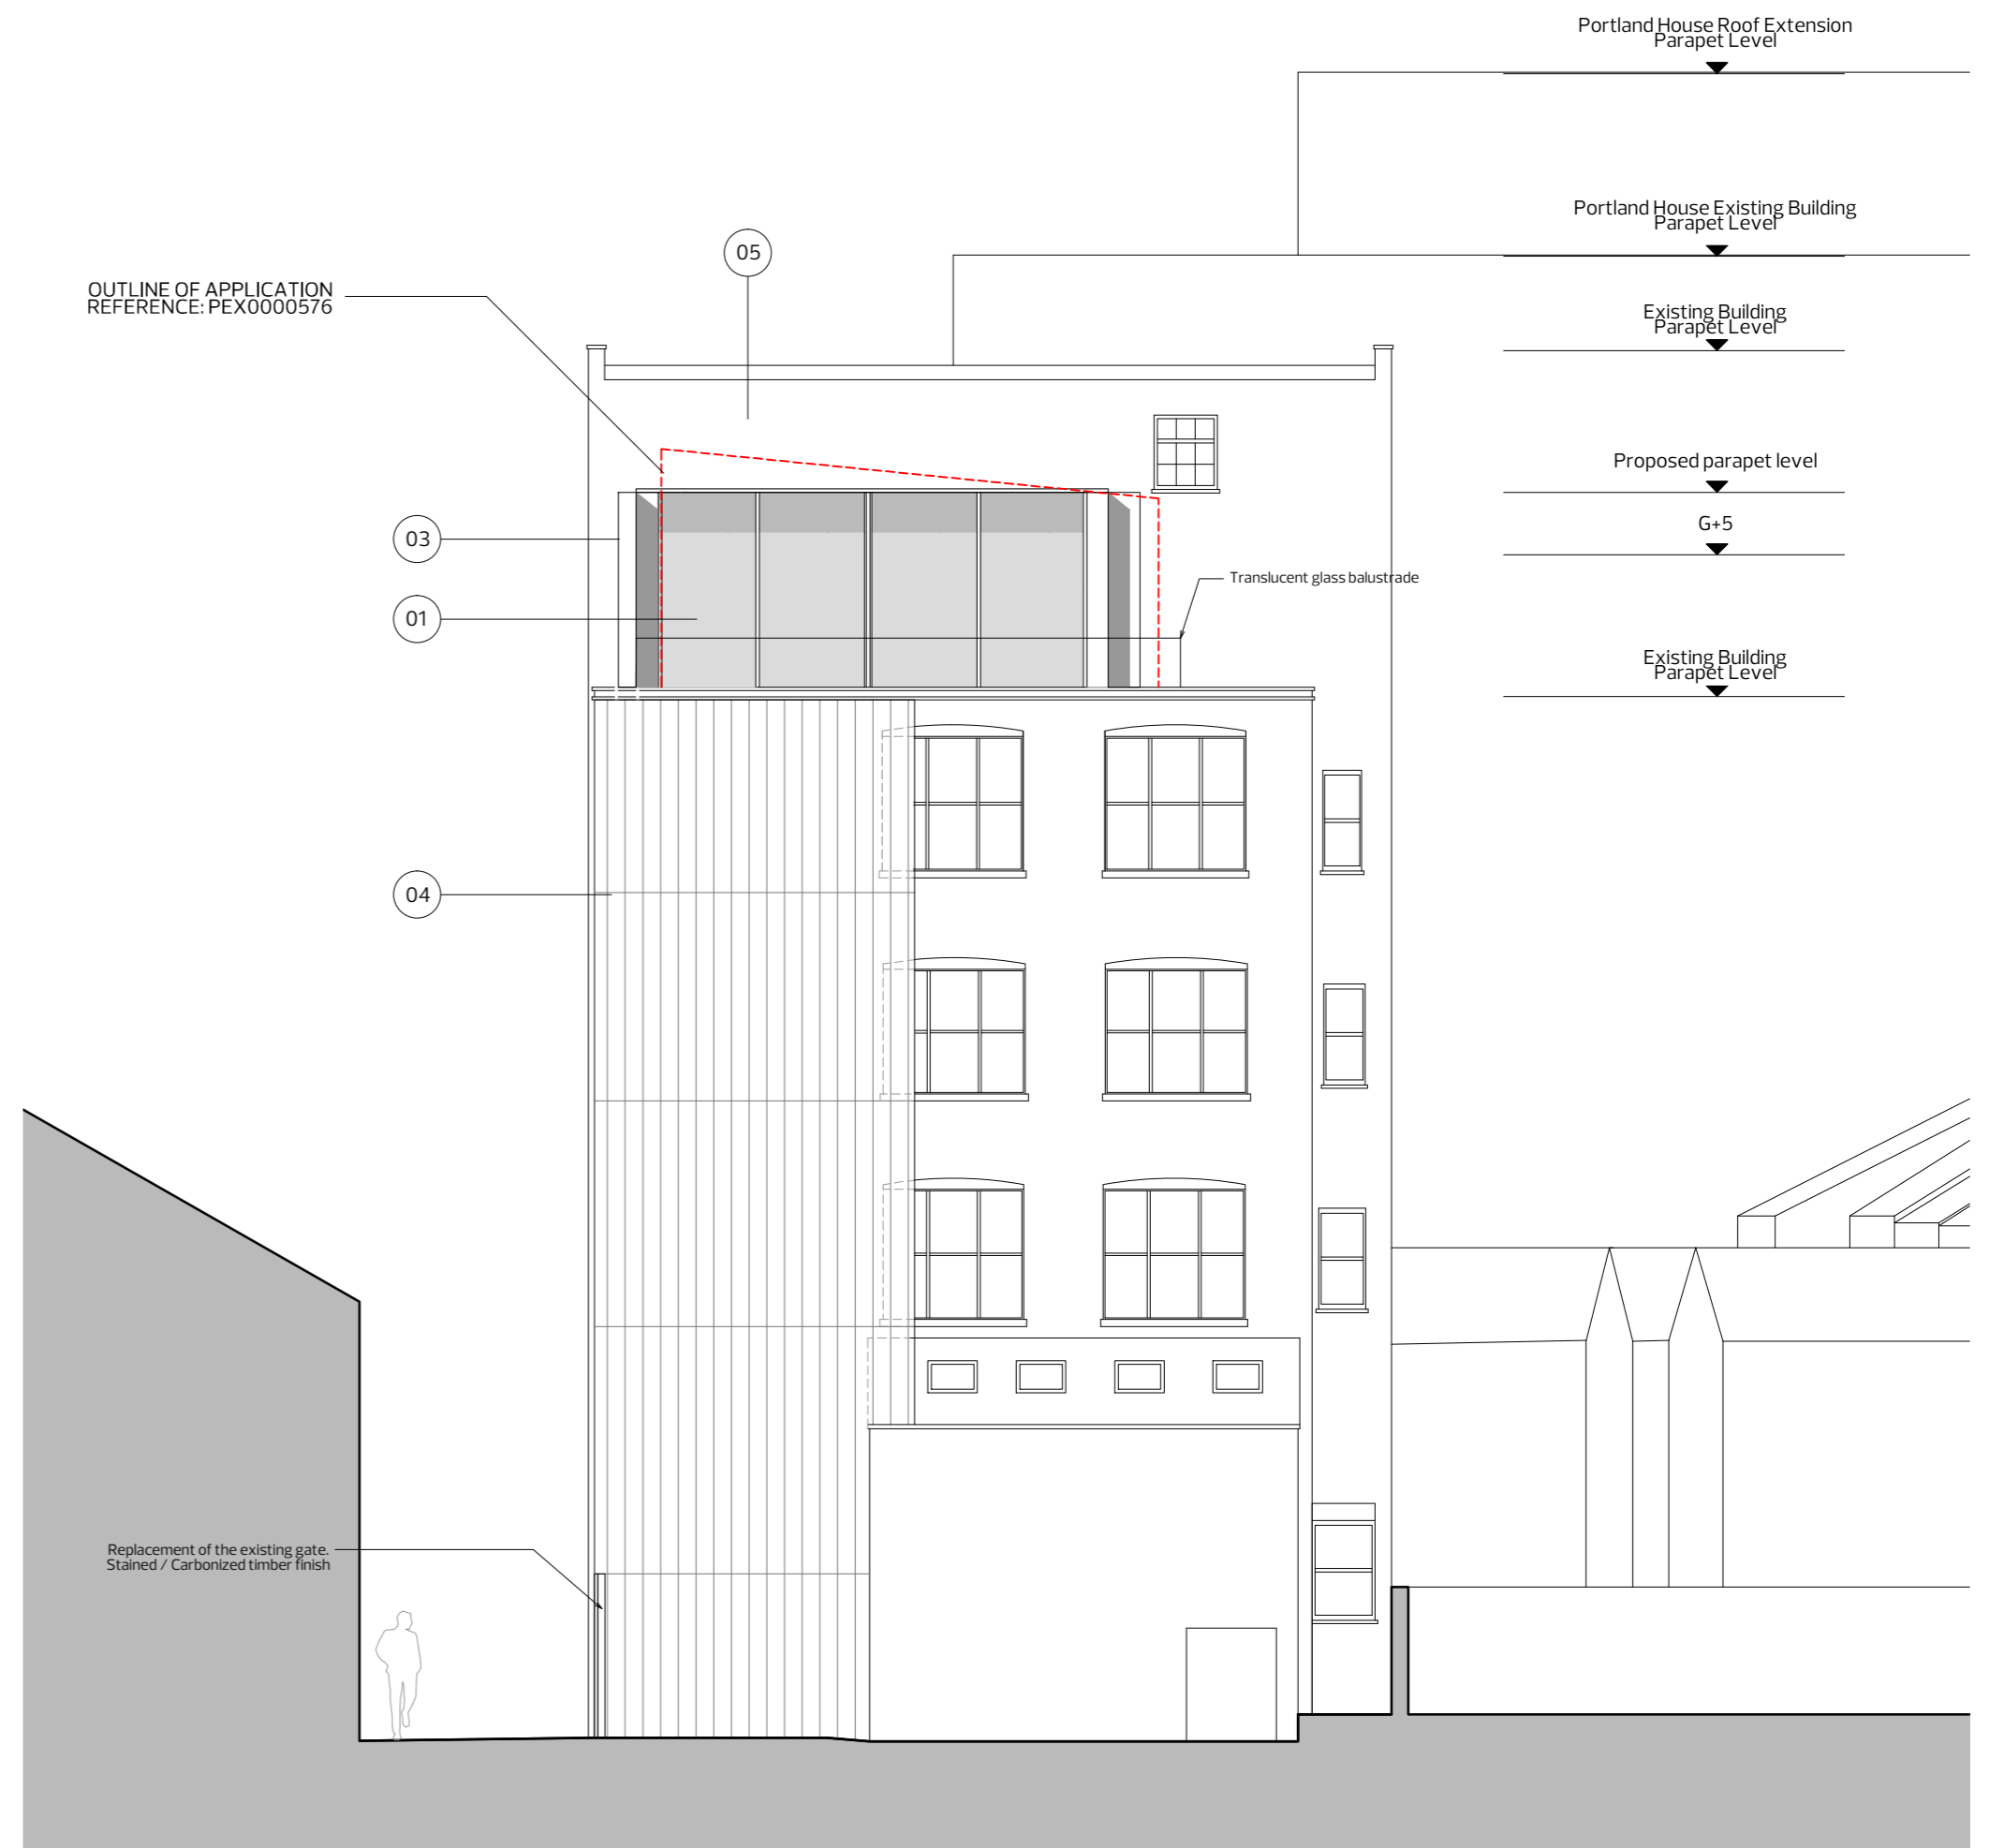 Portland House Roof Extension
Parapet Level
Portland House Existing Building
Parapet Level
05
OUTLINE OF APPLICATION
REFERENCE: PEX0000576
Existing Building
Parapet Level
Proposed parapet level
G+5
03
Translucent glass balustrade
01
Existing Building
Parapet Level
04
Replacement of the existing gate.
Stained / Carbonized timber finish